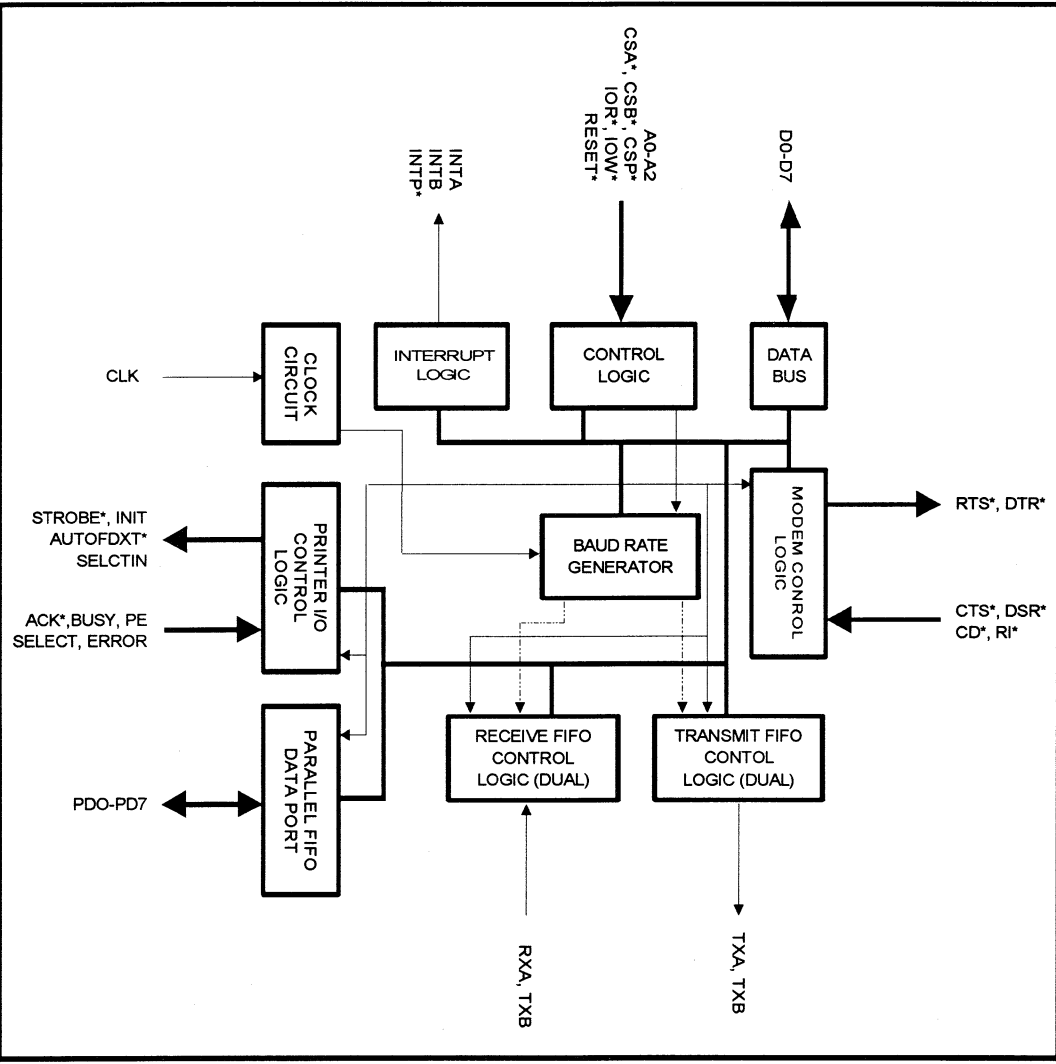 CSA*, CSB*, CSP*
IOR*, IOW*
RESET*
A0-A2
D0-D7
INTA
INTB
INTP*
CLOCK
CIRCUIT
INTERRUPT
LOGIC
CONTROL
LOGIC
DATA
BUS
CLK
STROBE*, INIT
AUTOFDXT*
SELCTIN
PRINTER I/O
CONTROL
LOGIC
ACK*,BUSY, PE
SELECT, ERROR
BAUD RATE
GENERATOR
MODEM CONROL
LOGIC
RTS*, DTR*
CTS*, DSR*
CD*, RI*
PARALLEL FIFO
DATA PORT
PDO-PD7
RECEIVE FIFO
CONTROL
LOGIC (DUAL)
TRANSMIT FIFO
CONTOL
LOGIC (DUAL)
RXA, TXB
TXA, TXB